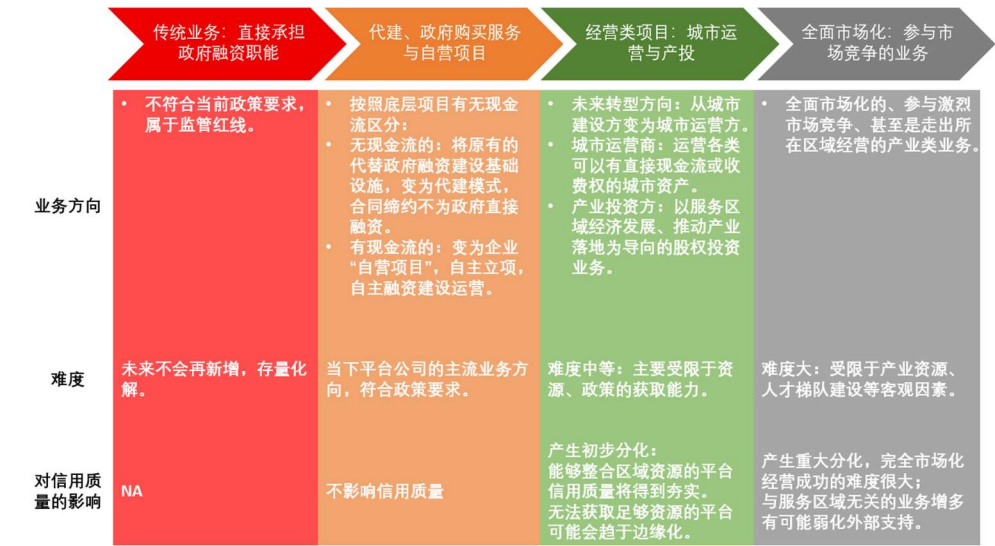 传统业务：直接承担
政府融资职能
代建、政府购买服务
与自营项目
经营类项目：城市运
营与产投
全面市场化：参与市
场竞争的业务
业务方向
• 不符合当前政策要求，
属于监管红线。
• 按照底层项目有无现金
流区分：
• 无现金流的：将原有的
代替政府融资建设基础
设施，变为代建模式，
合同缔约不为政府直接
融资。
• 有现金流的：变为企业
“自营项目”，自主立项，
自主融资建设运营。
• 未来转型方向：从城市
建设方变为城市运营方。
• 城市运营商：运营各类
可以有直接现金流或收
费权的城市资产。
• 产业投资方：以服务区
域经济发展、推动产业
落地为导向的股权投资
业务。
• 全面市场化的、参与激烈
市场竞争、甚至是走出所
在区域经营的产业类业务。
难度
未来不会再新增，存量化
解。
当下平台公司的主流业务方
向，符合政策要求。
难度中等：主要受限于资
源、政策的获取能力。
难度大：受限于产业资源、
人才梯队建设等客观因素。
对信用质
量的影响
NA
不影响信用质量
产生初步分化：
能够整合区域资源的平台
信用质量将得到夯实。
无法获取足够资源的平台
可能会趋于边缘化。
产生重大分化，完全市场化
经营成功的难度很大；
与服务区域无关的业务增多
有可能弱化外部支持。